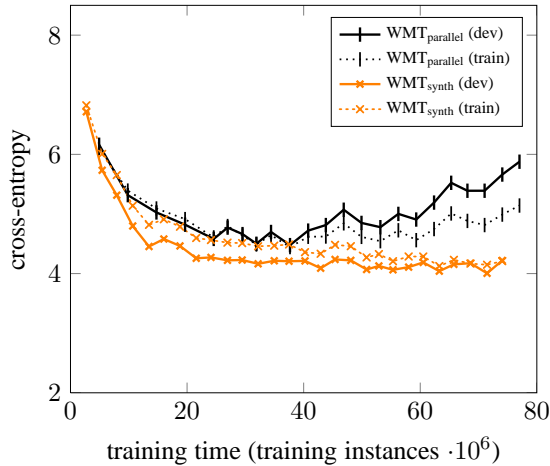 8
6
4
2
0
20
40
60
80
cross-entropy
training time (training instances ·10⁶)
WMTparallel (dev)
WMTparallel (train)
WMTsynth (dev)
WMTsynth (train)